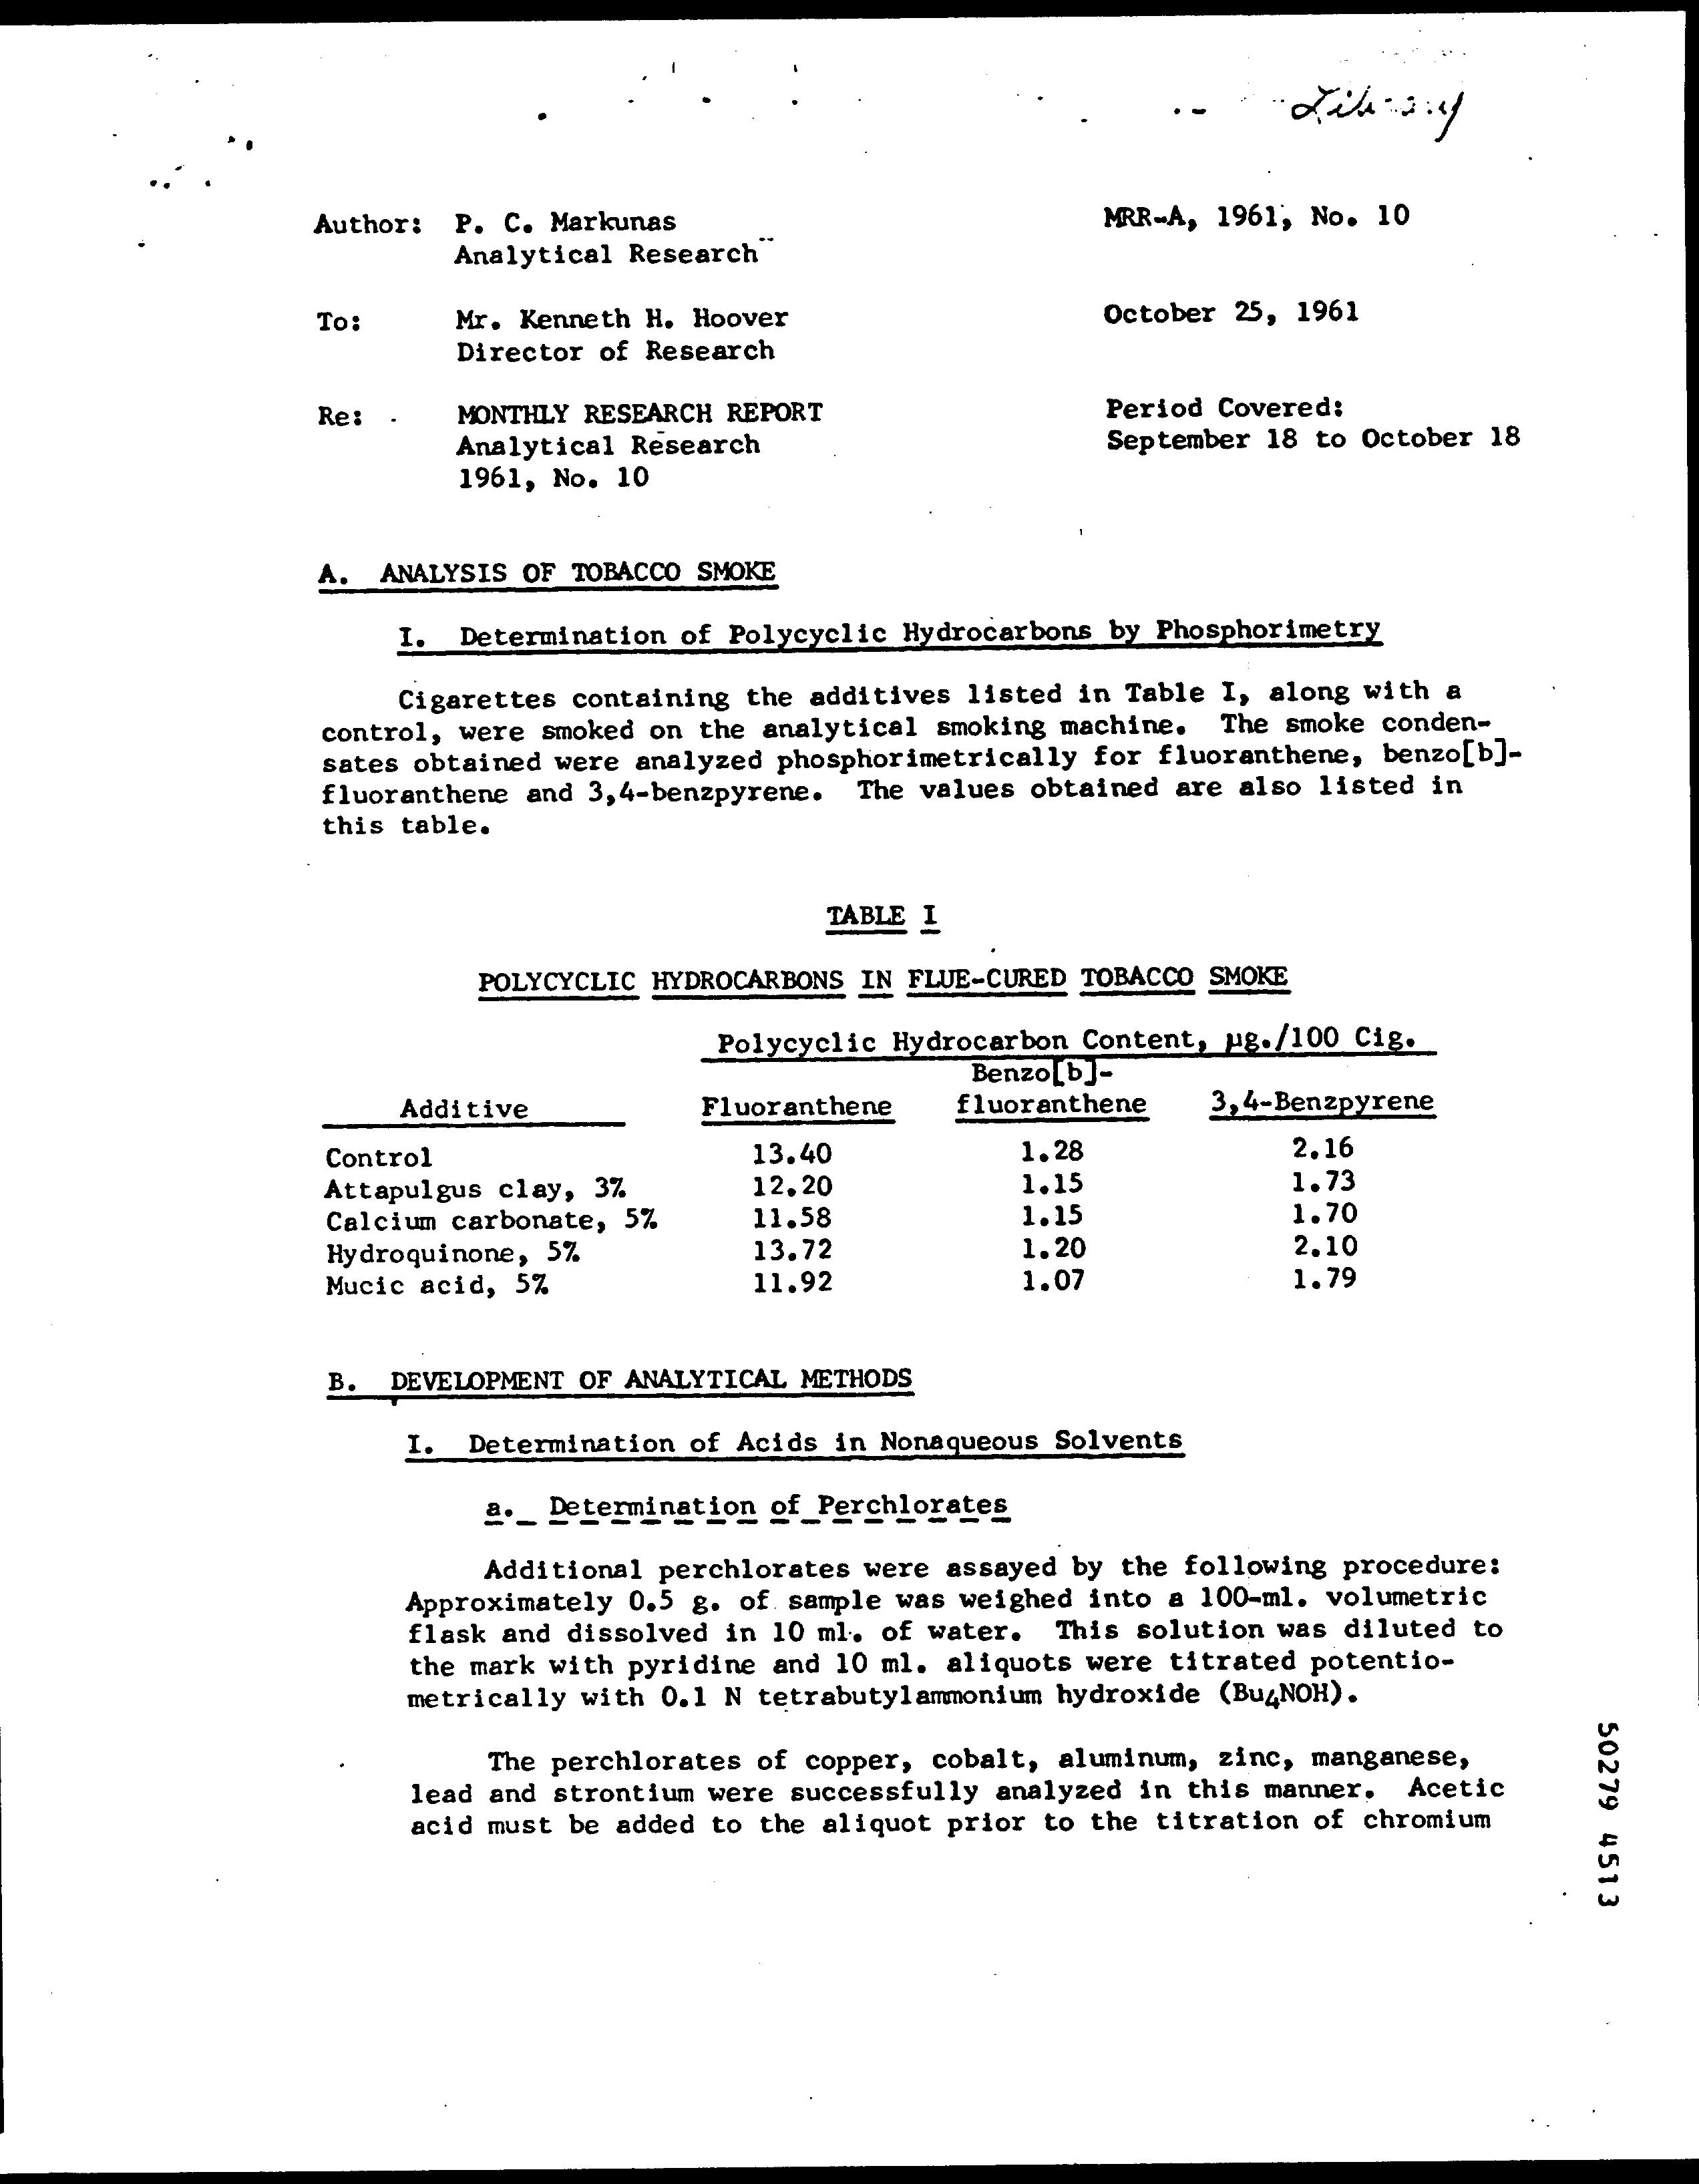 Library
Author: P. C. Markunas MRR-A, 1961, No. 10
Analytical Research
To: Mr. Kenneth H. Hoover October 25, 1961
Director of Research
Re: MONTHLY RESEARCH REPORT Period Covered:
Analytical Research September 18 to October 18
1961, No. 10
A. ANALYSIS OF TOBACCO SMOKE
I. Determination of Polycyclic Hydrocarbons by Phosphorimetry
Cigarettes containing the additives listed in Table I, along with a
control, were smoked on the analytical smoking machine. The smoke conden-
sates obtained were analyzed phosphorimetrically for fluoranthene, benzo[b]-
fluoranthene and 3,4-benzpyrene. The values obtained are also listed in
this table.
TABLE I
POLYCYCLIC HYDROCARBONS IN FLUE-CURED TOBACCO SMOKE
Polycyclic Hydrocarbon Content, µg./100 Cig.
Benzo[b]-
Additive Fluoranthene fluoranthene 3,4-Benzpyrene
Control 13.40 1.28 2.16
Attapulgus clay, 3% 12.20 1.15 1.73
Calcium carbonate, 5% 11.58 1.15 1.70
Hydroquinone, 5% 13.72 1.20 2.10
Mucic acid, 5% 11.92 1.07 1.79
B. DEVELOPMENT OF ANALYTICAL METHODS
I. Determination of Acids in Nonaqueous Solvents
a. Determination of Perchlorates
Additional perchlorates were assayed by the following procedure:
Approximately 0.5 g. of sample was weighed into a 100-ml. volumetric
flask and dissolved in 10 ml. of water. This solution was diluted to
the mark with pyridine and 10 ml. aliquots were titrated potentio-
metrically with 0.1 N tetrabutylammonium hydroxide (Bu4NOH).
The perchlorates of copper, cobalt, aluminum, zinc, manganese,
lead and strontium were successfully analyzed in this manner. Acetic
acid must be added to the aliquot prior to the titration of chromium
50279 4513